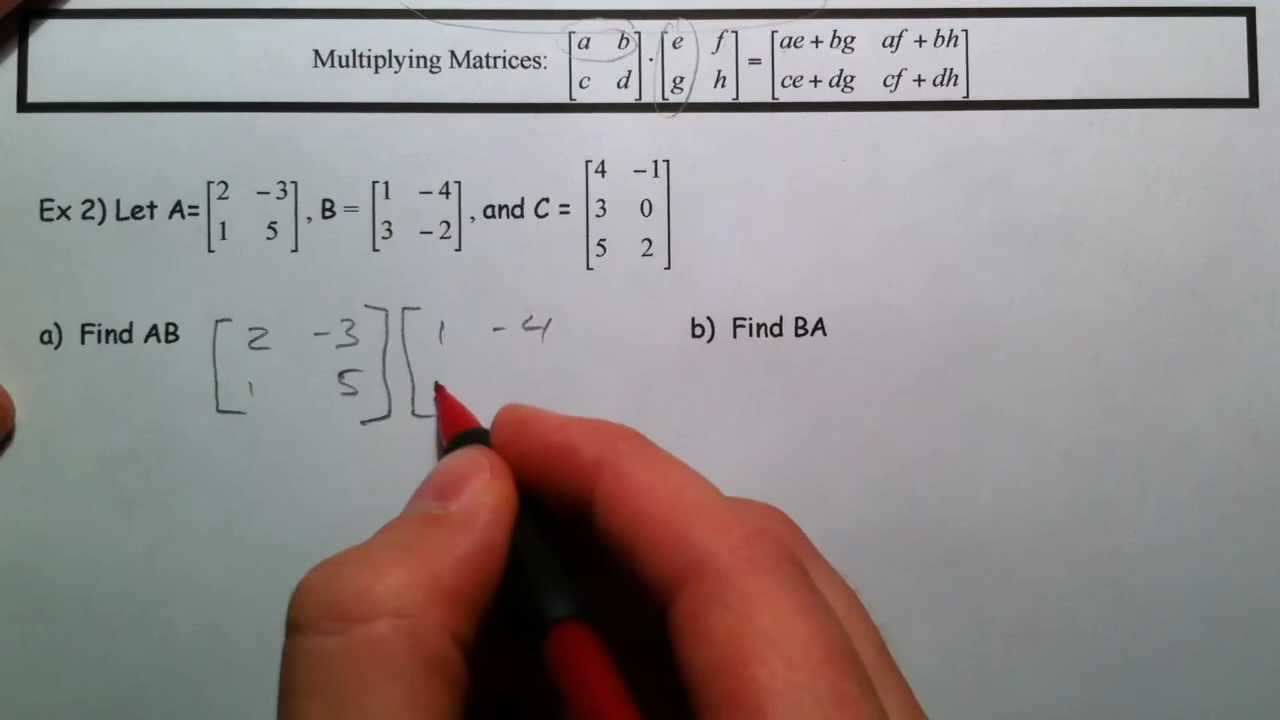 Multiplying Matrices: [a b; c d] · [e f; g h] = [ae + bg af + bh; ce + dg cf + dh]
Ex 2) Let A= [2 -3; 1 5], B = [1 -4; 3 -2], and C = [4 -1; 3 0; 5 2]
a) Find AB [2 -3; 1 5] [1 -4
b) Find BA